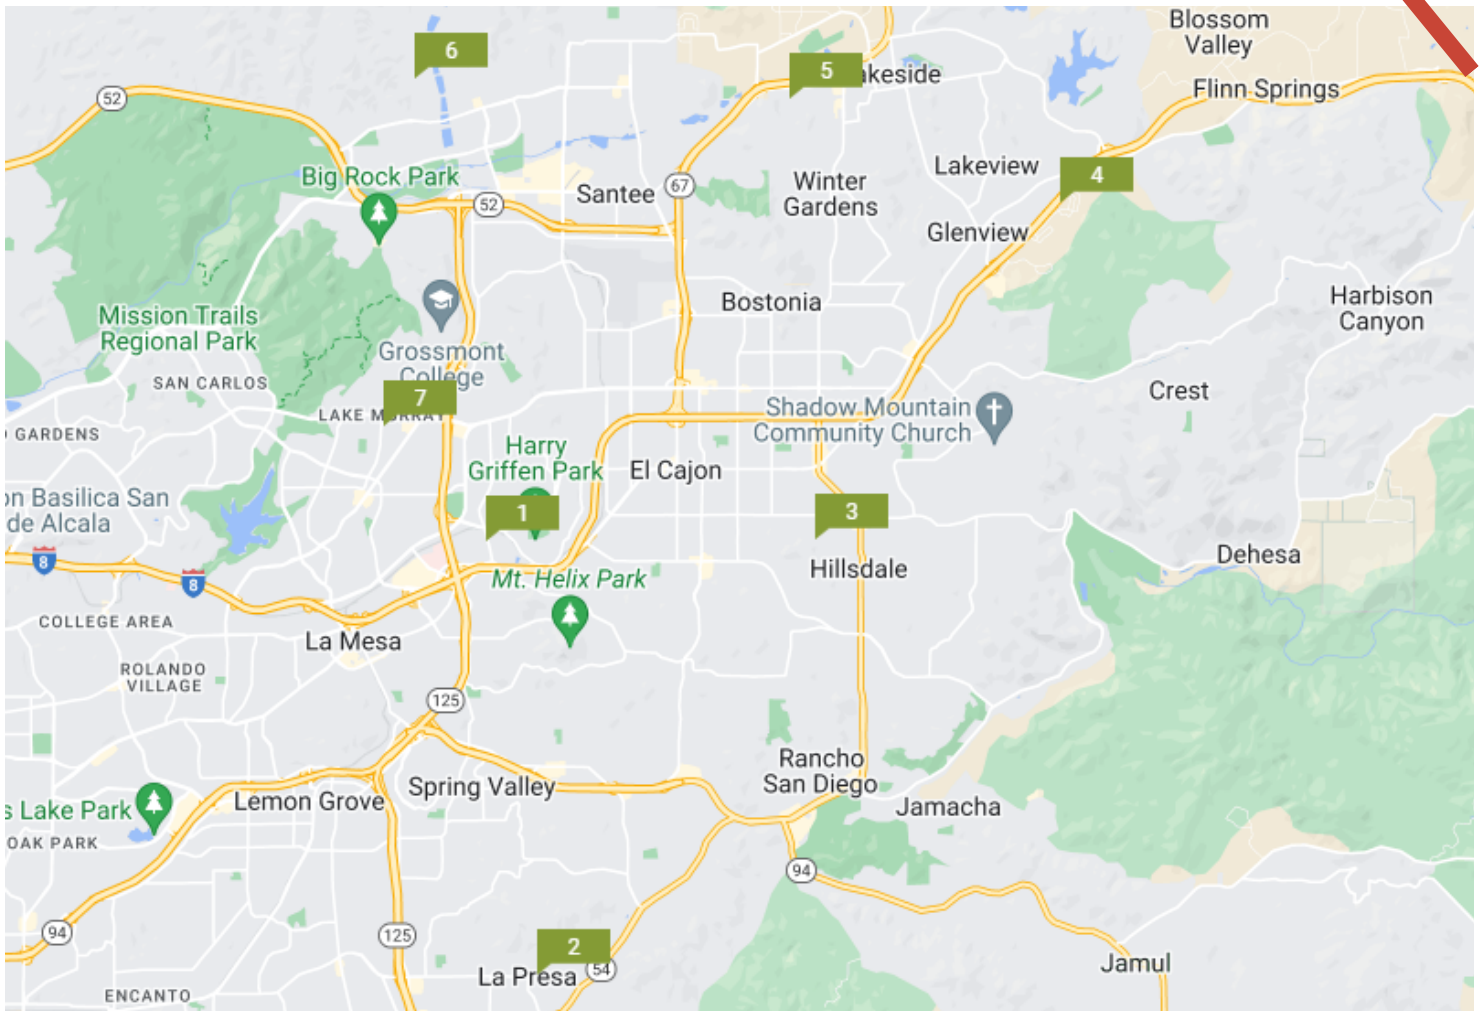 Blossom
Valley
6
5
akeside
Flinn Springs
52
Big Rock Park
Santee
67
Winter
Gardens
Lakeview
4
52
Glenview
Mission Trails
Regional Park
Bostonia
Harbison
Canyon
Grossmont
College
SAN CARLOS
7
LAKE MURRAY
Crest
Shadow Mountain
Community Church
GARDENS
Harry
Griffen Park
El Cajon
on Basilica San
de Alcala
1
3
8
8
Mt. Helix Park
Hillsdale
Dehesa
COLLEGE AREA
La Mesa
ROLANDO
VILLAGE
125
Rancho
San Diego
Spring Valley
Lemon Grove
Jamacha
s Lake Park
OAK PARK
94
94
125
2
La Presa
54
Jamul
ENCANTO